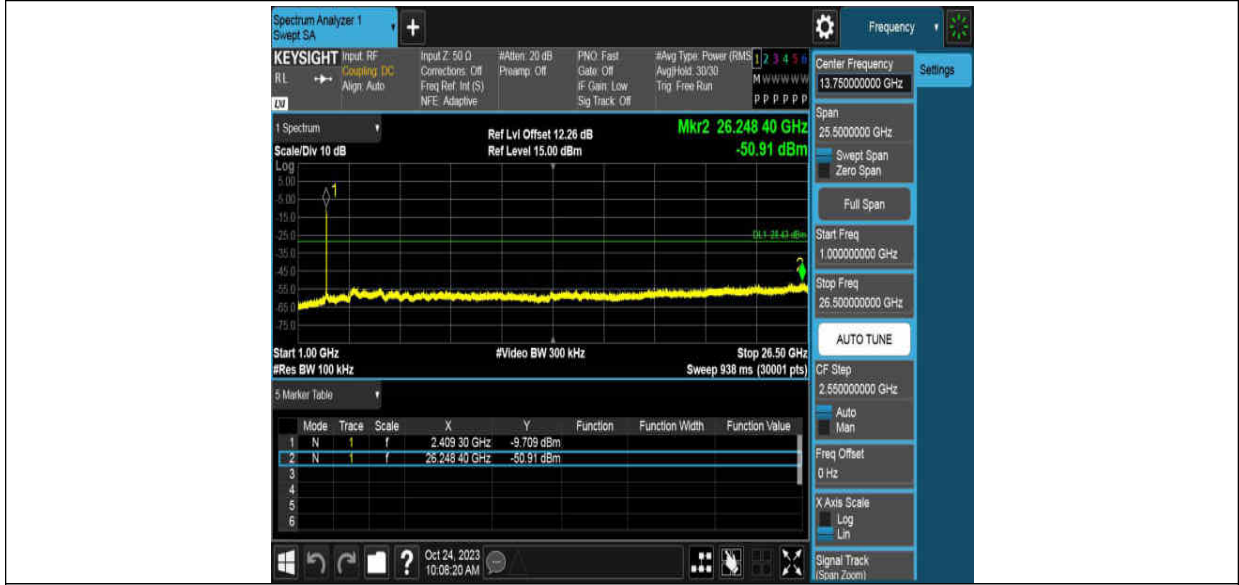 Spectrum Analyzer 1
Swept SA
+
Frequency
KEYSIGHT
RL
LV
Input: RF
Coupling: DC
Align: Auto
Input Z: 50 Ω
Corrections: Off
Freq Ref: Int (S)
NFE: Adaptive
#Atten: 20 dB
Preamp: Off
PNO: Fast
Gate: Off
IF Gain: Low
Sig Track: Off
#Avg Type: Power (RMS
Avg|Hold: 30/30
Trig: Free Run
1 2 3 4 5 6
M W W W W W
P P P P P P
1 Spectrum
Scale/Div 10 dB
Ref Lvl Offset 12.26 dB
Ref Level 15.00 dBm
Mkr2 26.248 40 GHz
-50.91 dBm
Log
5.00
-5.00
-15.0
-25.0
-35.0
-45.0
-55.0
-65.0
-75.0
1
Start 1.00 GHz
#Video BW 300 kHz
Stop 26.50 GHz
#Res BW 100 kHz
Sweep 938 ms (30001 pts)
5 Marker Table
Mode Trace Scale X Y Function Function Width Function Value
1 N 1 f 2.409 30 GHz -9.709 dBm
2 N 1 f 26.248 40 GHz -50.91 dBm
3
4
5
6
?
Oct 24, 2023
10:08:20 AM
Center Frequency
13.750000000 GHz
Settings
Span
25.5000000 GHz
Swept Span
Zero Span
Full Span
Start Freq
1.000000000 GHz
Stop Freq
26.500000000 GHz
AUTO TUNE
CF Step
2.550000000 GHz
Auto
Man
Freq Offset
0 Hz
X Axis Scale
Log
Lin
Signal Track
(Span Zoom)